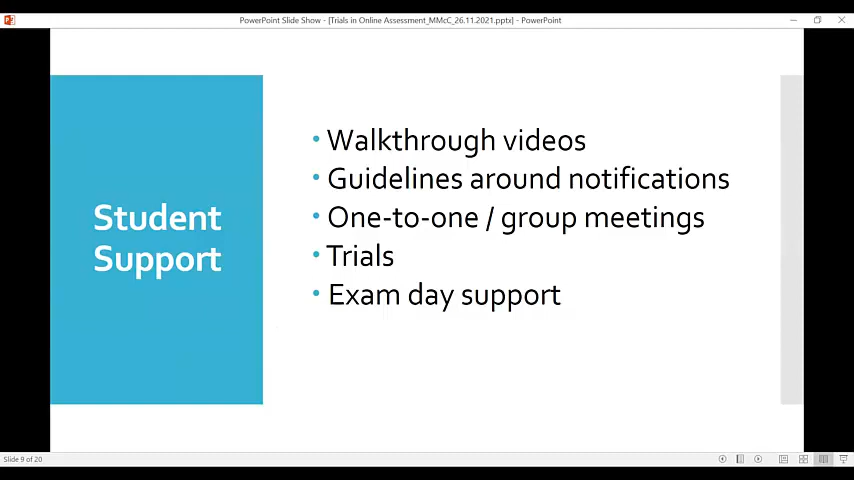 PowerPoint Slide Show - [Trials in Online Assessment_MMcC_26.11.2021.pptx] - PowerPoint
Student
Support
• Walkthrough videos
• Guidelines around notifications
• One-to-one / group meetings
• Trials
• Exam day support
Slide 9 of 20